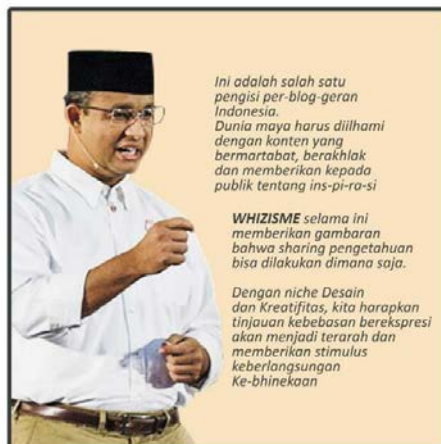 Ini adalah salah satu
pengisi per-blog-geran
Indonesia.
Dunia maya harus diilhami
dengan konten yang
bermartabat, berakhlak
dan memberikan kepada
publik tentang ins-pi-ra-si
WHIZISME selama ini
memberikan gambaran
bahwa sharing pengetahuan
bisa dilakukan dimana saja.
Dengan niche Desain
dan Kreatifitas, kita harapkan
tinjauan kebebasan berekspresi
akan menjadi terarah dan
memberikan stimulus
keberlangsungan
Ke-bhinekaan